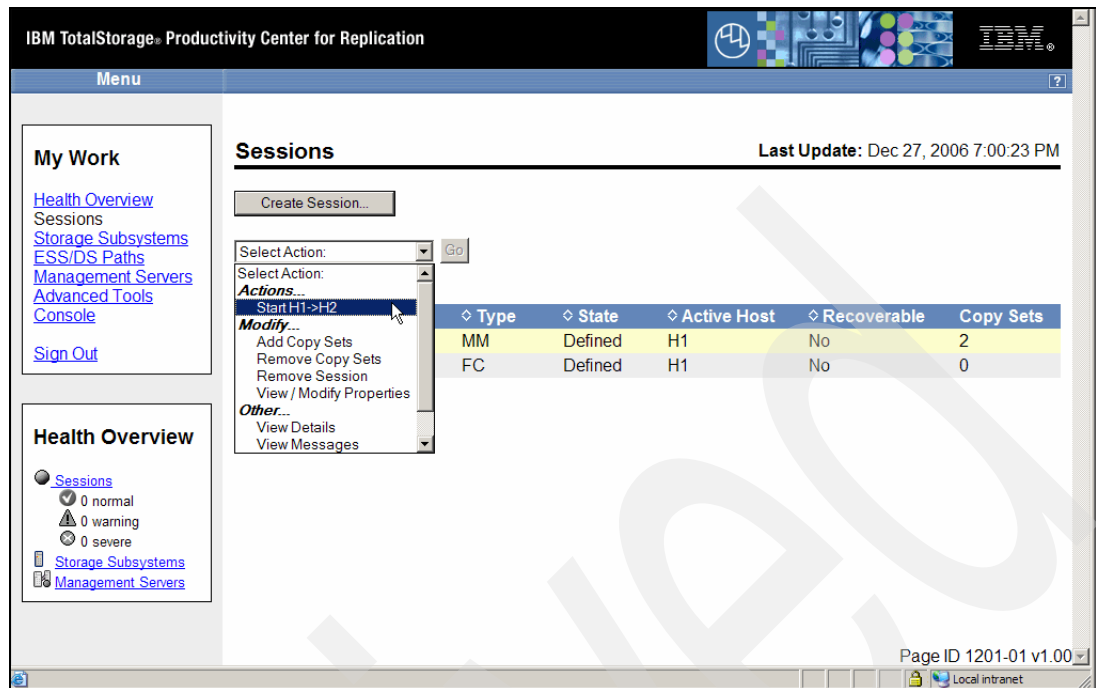 IBM TotalStorage® Productivity Center for Replication
IBM®
Menu
?
My Work
Health Overview
Sessions
Storage Subsystems
ESS/DS Paths
Management Servers
Advanced Tools
Console
Sign Out
Health Overview
Sessions
0 normal
0 warning
0 severe
Storage Subsystems
Management Servers
Sessions
Last Update: Dec 27, 2006 7:00:23 PM
Create Session...
Select Action:
Go
Select Action:
Actions...
Start H1->H2
Modify...
Add Copy Sets
Remove Copy Sets
Remove Session
View / Modify Properties
Other...
View Details
View Messages
Type State Active Host Recoverable Copy Sets
MM Defined H1 No 2
FC Defined H1 No 0
Page ID 1201-01 v1.00
Local intranet